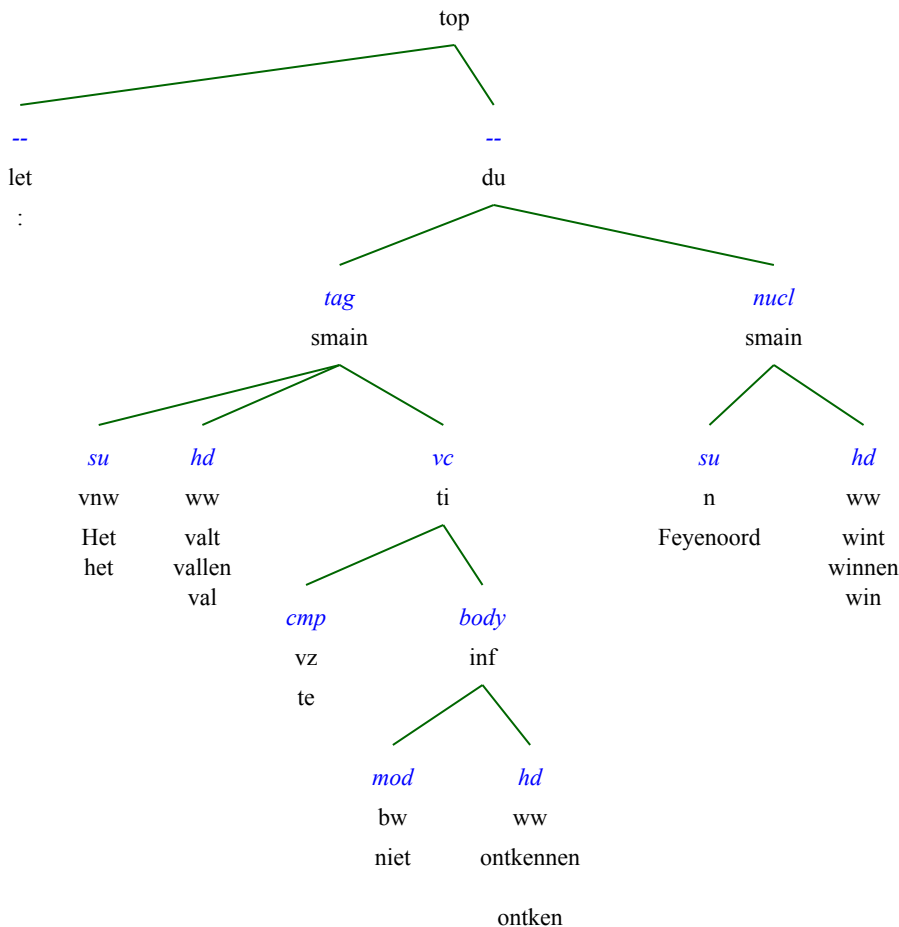 top
-- --
let du
:
tag nucl
smain smain
su hd vc su hd
vnw ww ti n ww
Het valt Feyenoord wint
het vallen winnen
val win
cmp body
vz inf
te
mod hd
bw ww
niet ontkennen
ontken